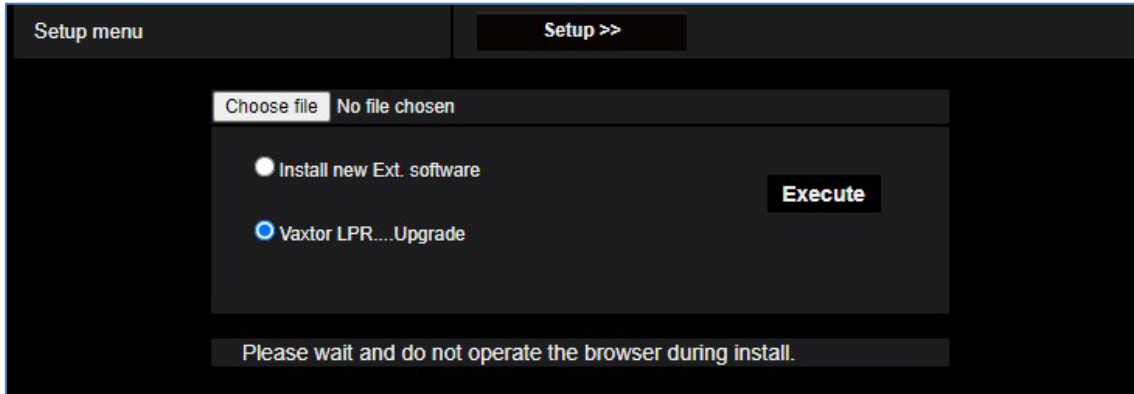 Setup menu
Setup >>
Choose file No file chosen
Install new Ext. software
Execute
Vaxtor LPR....Upgrade
Please wait and do not operate the browser during install.